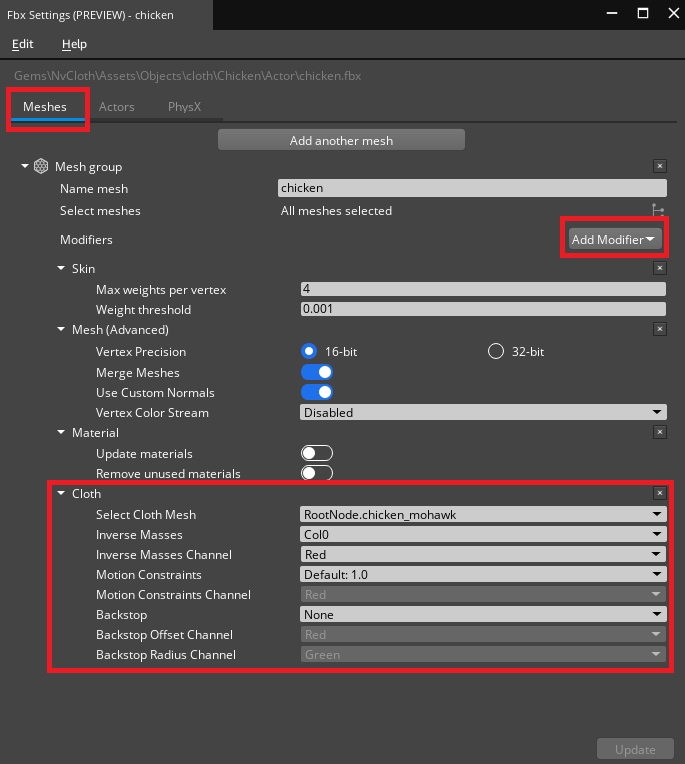 Fbx Settings (PREVIEW) - chicken
Edit Help
Gems\NvCloth\Assets\Objects\cloth\Chicken\Actor\chicken.fbx
Meshes Actors PhysX
Add another mesh
Mesh group
Name mesh chicken
Select meshes All meshes selected
Modifiers Add Modifier
Skin
Max weights per vertex 4
Weight threshold 0.001
Mesh (Advanced)
Vertex Precision 16-bit 32-bit
Merge Meshes
Use Custom Normals
Vertex Color Stream Disabled
Material
Update materials
Remove unused materials
Cloth
Select Cloth Mesh RootNode.chicken_mohawk
Inverse Masses Col0
Inverse Masses Channel Red
Motion Constraints Default: 1.0
Motion Constraints Channel Red
Backstop None
Backstop Offset Channel Red
Backstop Radius Channel Green
Update